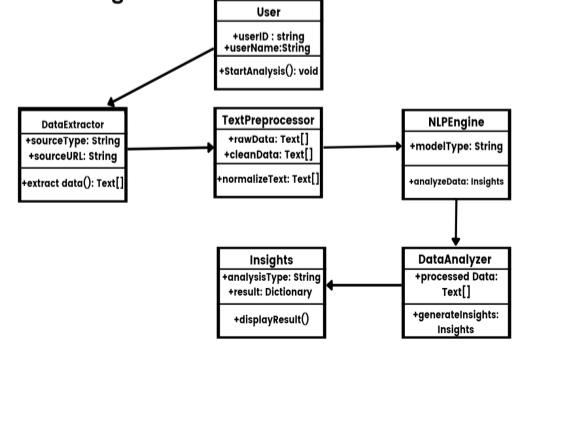 User
+userID : string
+userName:String
+StartAnalysis(): void
DataExtractor
+sourceType: String
+sourceURL: String
+extract data(): Text[]
TextPreprocessor
+rawData: Text[]
+cleanData: Text[]
+normalizeText: Text[]
NLPEngine
+modelType: String
+analyzeData: Insights
Insights
+analysisType: String
+result: Dictionary
+displayResult()
DataAnalyzer
+processed Data:
Text[]
+generateInsights:
Insights